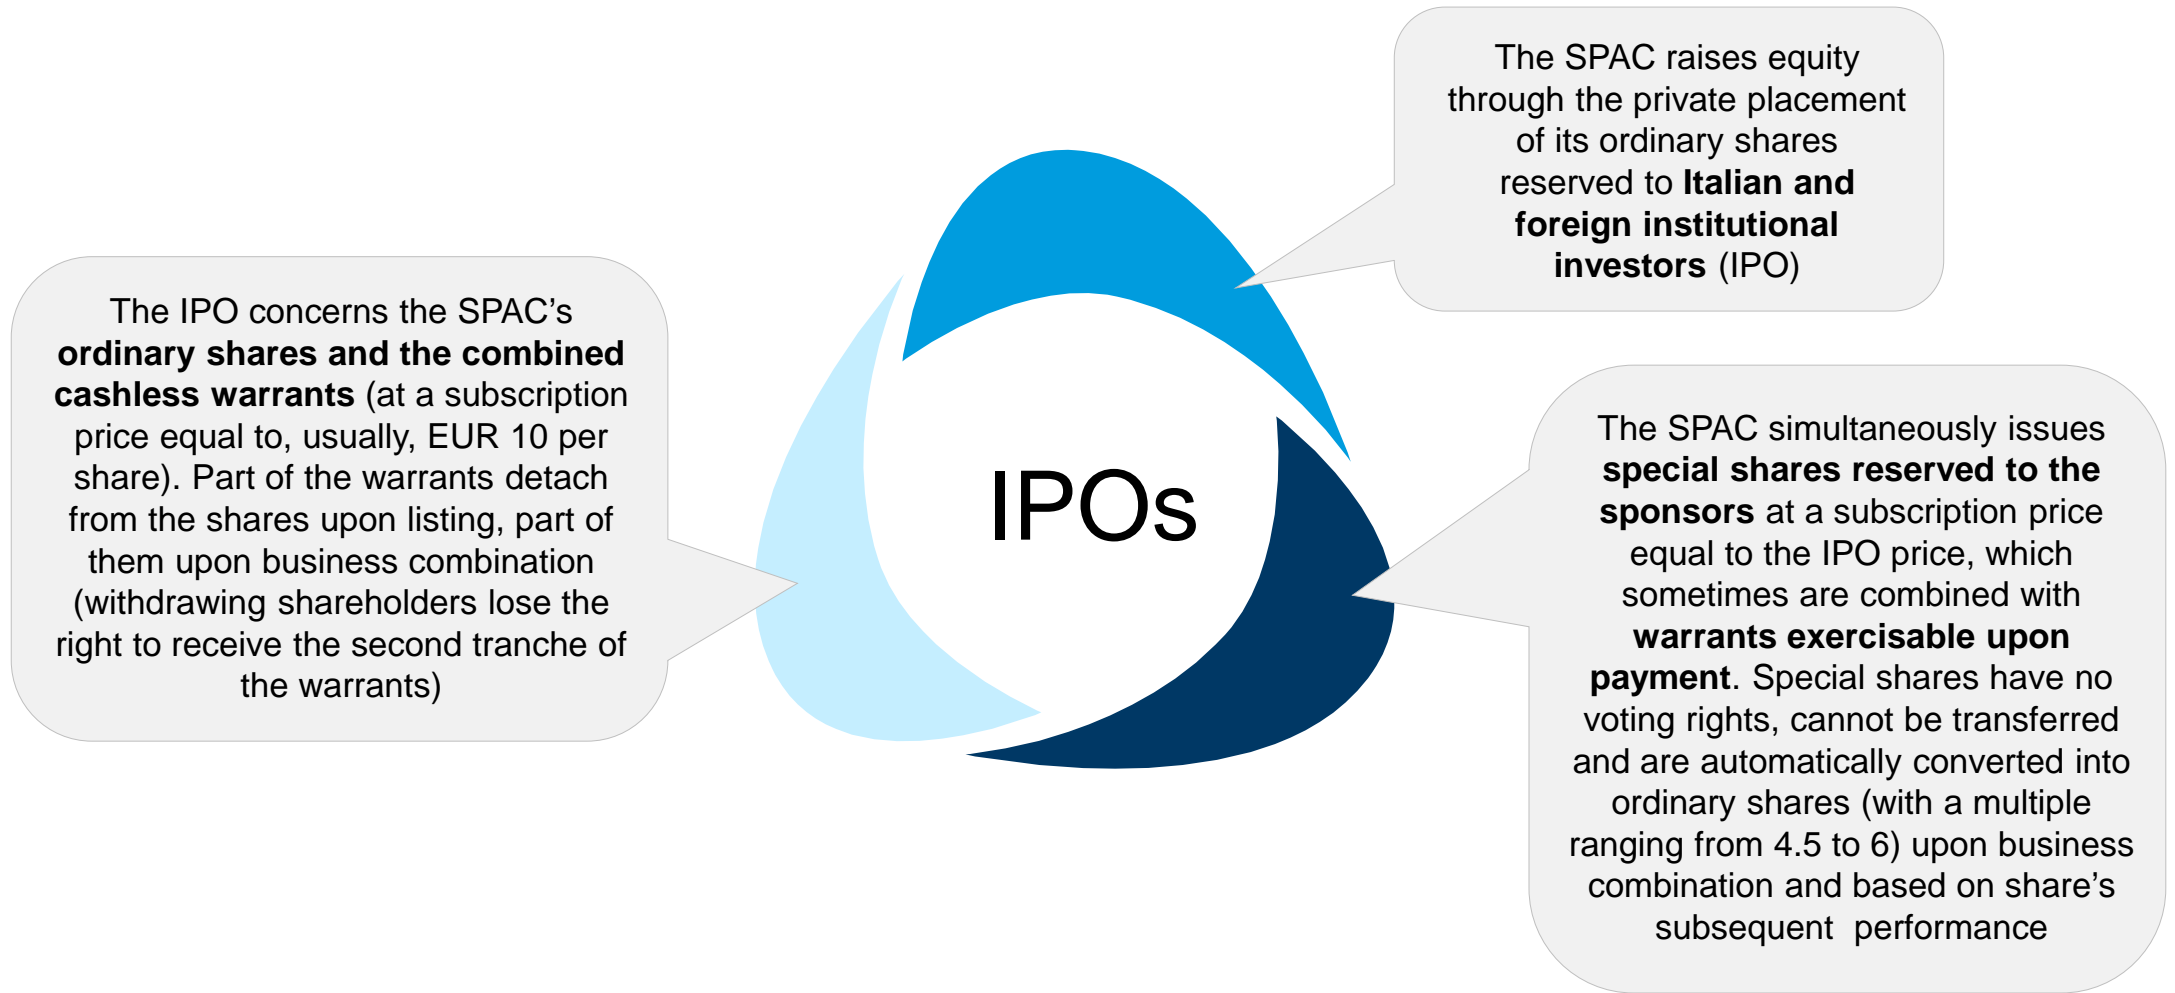 The SPAC raises equity
through the private placement
of its ordinary shares
reserved to Italian and
foreign institutional
investors (IPO)
The IPO concerns the SPAC’s
ordinary shares and the combined
cashless warrants (at a subscription
price equal to, usually, EUR 10 per
share). Part of the warrants detach
from the shares upon listing, part of
them upon business combination
(withdrawing shareholders lose the
right to receive the second tranche of
the warrants)
IPOs
The SPAC simultaneously issues
special shares reserved to the
sponsors at a subscription price
equal to the IPO price, which
sometimes are combined with
warrants exercisable upon
payment. Special shares have no
voting rights, cannot be transferred
and are automatically converted into
ordinary shares (with a multiple
ranging from 4.5 to 6) upon business
combination and based on share’s
subsequent  performance